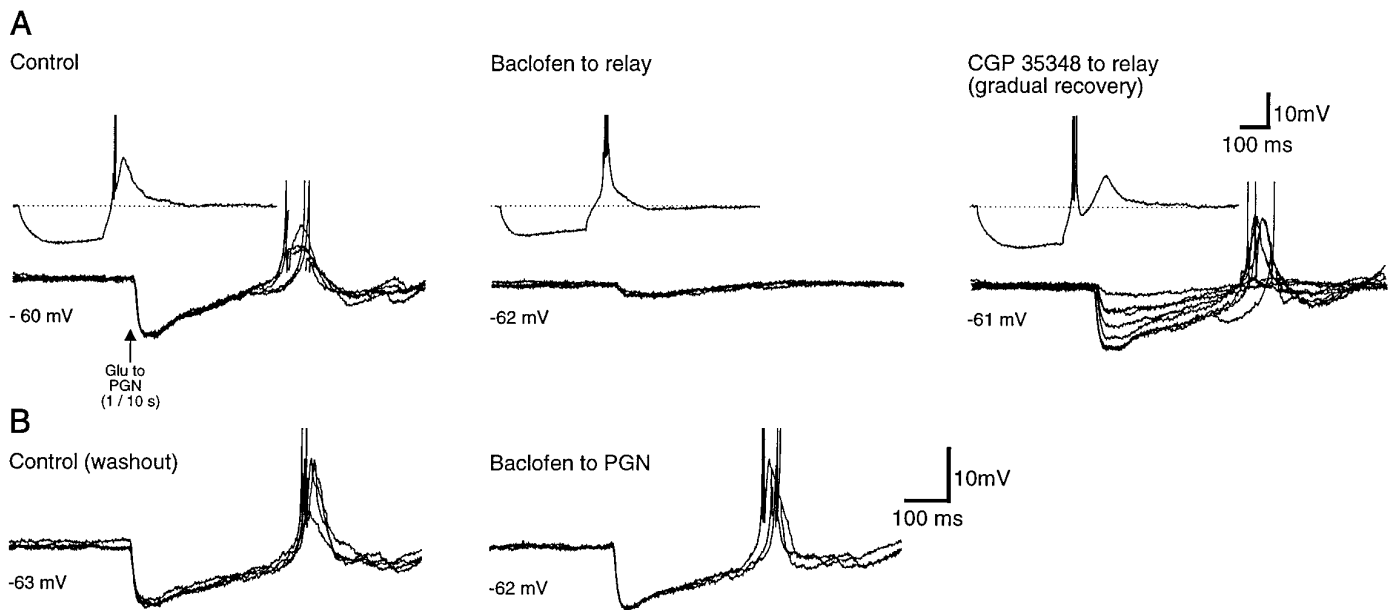 A
Control
Baclofen to relay
CGP 35348 to relay
(gradual recovery)
10mV
100 ms
- 60 mV
-62 mV
-61 mV
Glu to
PGN
(1 / 10 s)
B
Control (washout)
Baclofen to PGN
10mV
100 ms
-63 mV
-62 mV